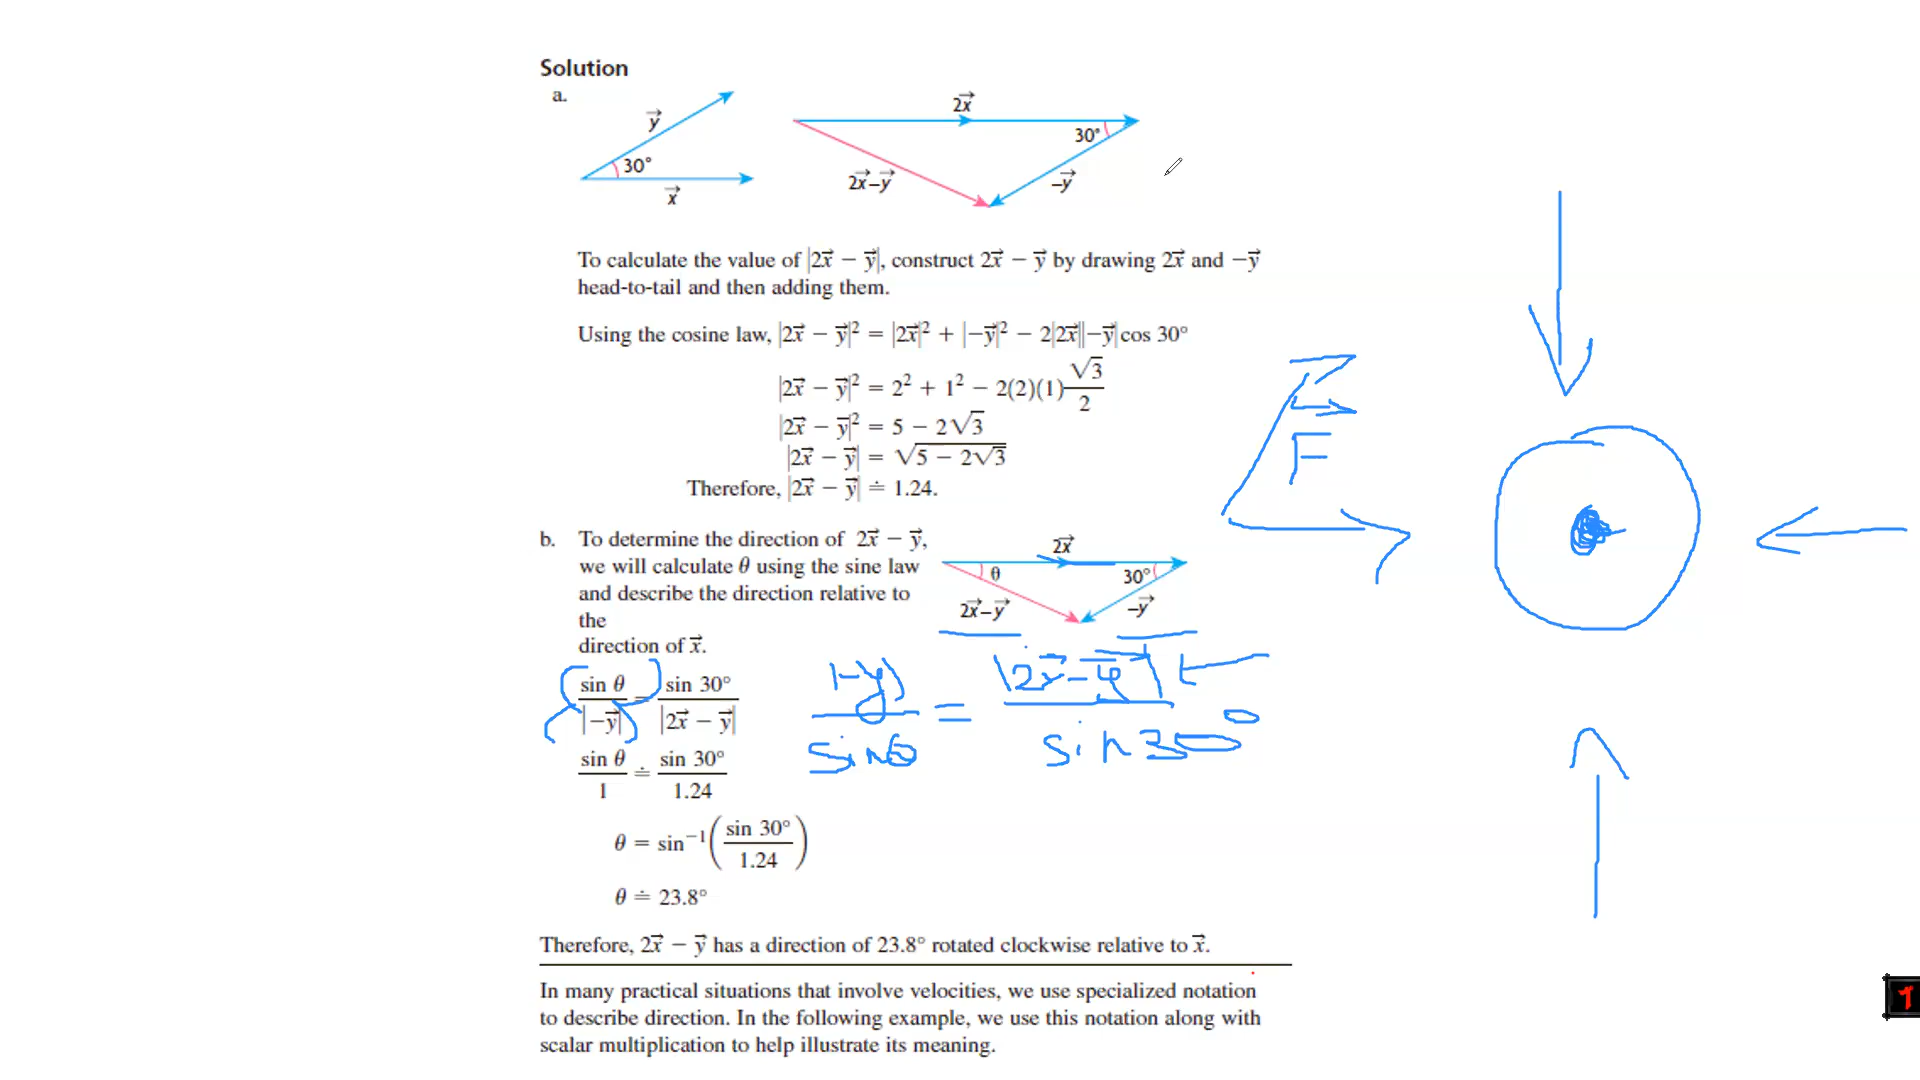 Solution
a.
y⃗
30°
x⃗
2x⃗
30°
2x⃗–y⃗
–y⃗
To calculate the value of |2x⃗ − y⃗|, construct 2x⃗ − y⃗ by drawing 2x⃗ and −y⃗
head-to-tail and then adding them.
Using the cosine law, |2x⃗ − y⃗|² = |2x⃗|² + |−y⃗|² − 2|2x⃗||−y⃗| cos 30°
|2x⃗ − y⃗|² = 2² + 1² − 2(2)(1)√3/2
|2x⃗ − y⃗|² = 5 − 2√3
|2x⃗ − y⃗| = √(5 − 2√3)
Therefore, |2x⃗ − y⃗| ≐ 1.24.
F
b. To determine the direction of 2x⃗ − y⃗,
we will calculate θ using the sine law
and describe the direction relative to
the
direction of x⃗.
2x⃗
θ
30°
2x⃗–y⃗
–y⃗
sin θ/|−y⃗| = sin 30°/|2x⃗ − y⃗|
|-y|/sinθ = |2x⃗-y⃗|/sin30°
sin θ/1 ≐ sin 30°/1.24
θ = sin⁻¹(sin 30°/1.24)
θ ≐ 23.8°
Therefore, 2x⃗ − y⃗ has a direction of 23.8° rotated clockwise relative to x⃗.
In many practical situations that involve velocities, we use specialized notation
to describe direction. In the following example, we use this notation along with
scalar multiplication to help illustrate its meaning.
1